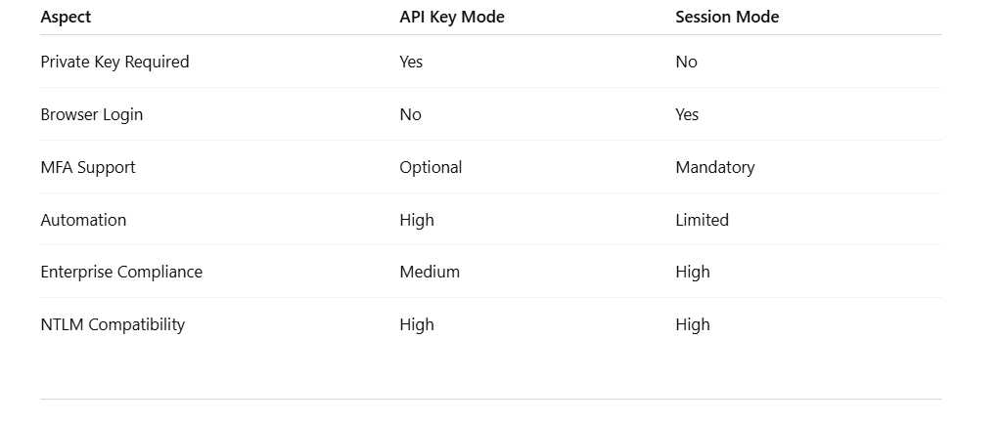 Aspect API Key Mode Session Mode
Private Key Required Yes No
Browser Login No Yes
MFA Support Optional Mandatory
Automation High Limited
Enterprise Compliance Medium High
NTLM Compatibility High High